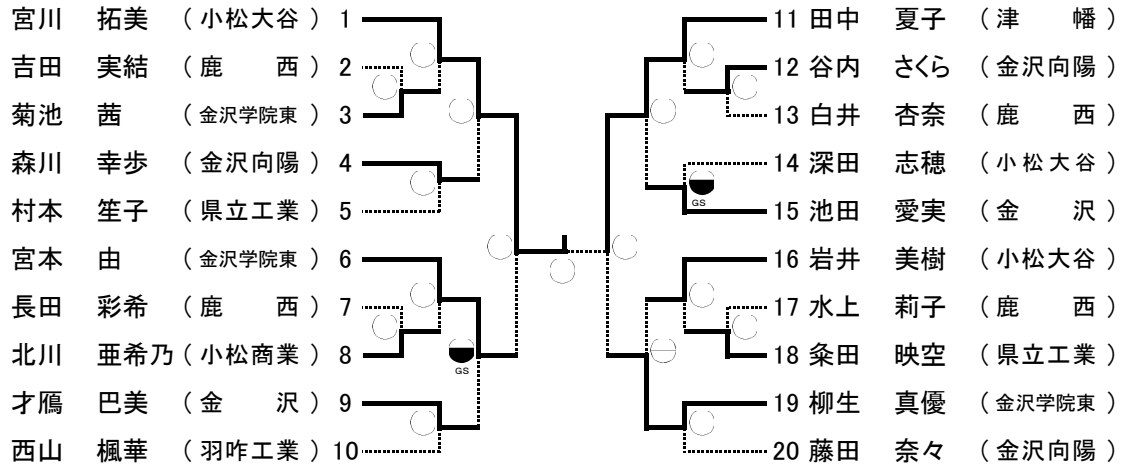 宮川 拓美 (小松大谷) 1
吉田 実結 (鹿 西) 2
菊池 茜 (金沢学院東) 3
森川 幸歩 (金沢向陽) 4
村本 笙子 (県立工業) 5
宮本 由 (金沢学院東) 6
長田 彩希 (鹿 西) 7
北川 亜希乃 (小松商業) 8
GS
才鴈 巴美 (金 沢) 9
西山 楓華 (羽咋工業) 10
11 田中 夏子 (津 幡)
12 谷内 さくら (金沢向陽)
13 白井 杏奈 (鹿 西)
14 深田 志穂 (小松大谷)
GS
15 池田 愛実 (金 沢)
16 岩井 美樹 (小松大谷)
17 水上 莉子 (鹿 西)
18 粂田 映空 (県立工業)
19 柳生 真優 (金沢学院東)
20 藤田 奈々 (金沢向陽)